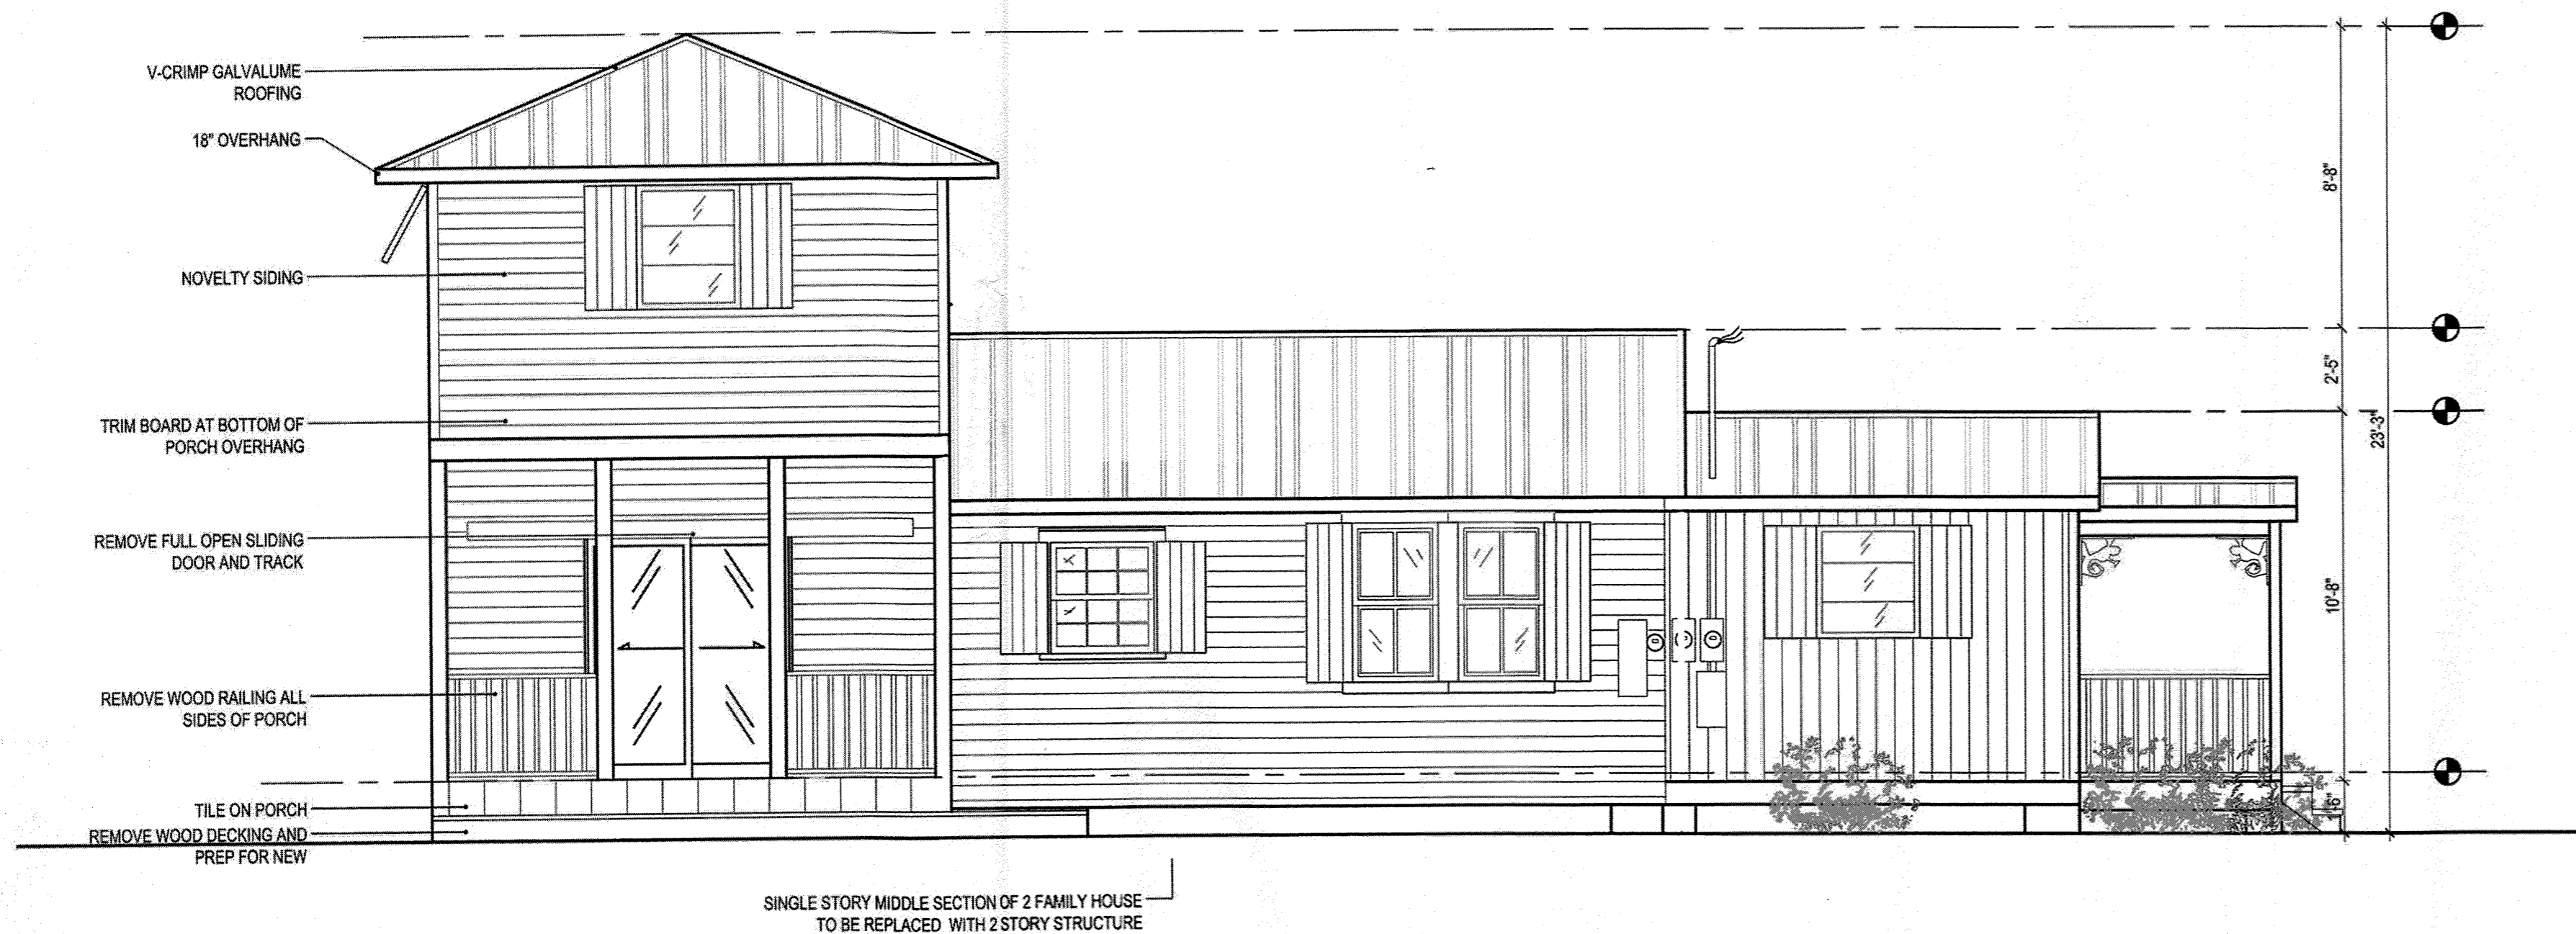 V-CRIMP GALVALUME
ROOFING
18" OVERHANG
NOVELTY SIDING
TRIM BOARD AT BOTTOM OF
PORCH OVERHANG
REMOVE FULL OPEN SLIDING
DOOR AND TRACK
REMOVE WOOD RAILING ALL
SIDES OF PORCH
TILE ON PORCH
REMOVE WOOD DECKING AND
PREP FOR NEW
SINGLE STORY MIDDLE SECTION OF 2 FAMILY HOUSE
TO BE REPLACED WITH 2 STORY STRUCTURE
8'-8"
2'-5"
23'-3"
10'-8"